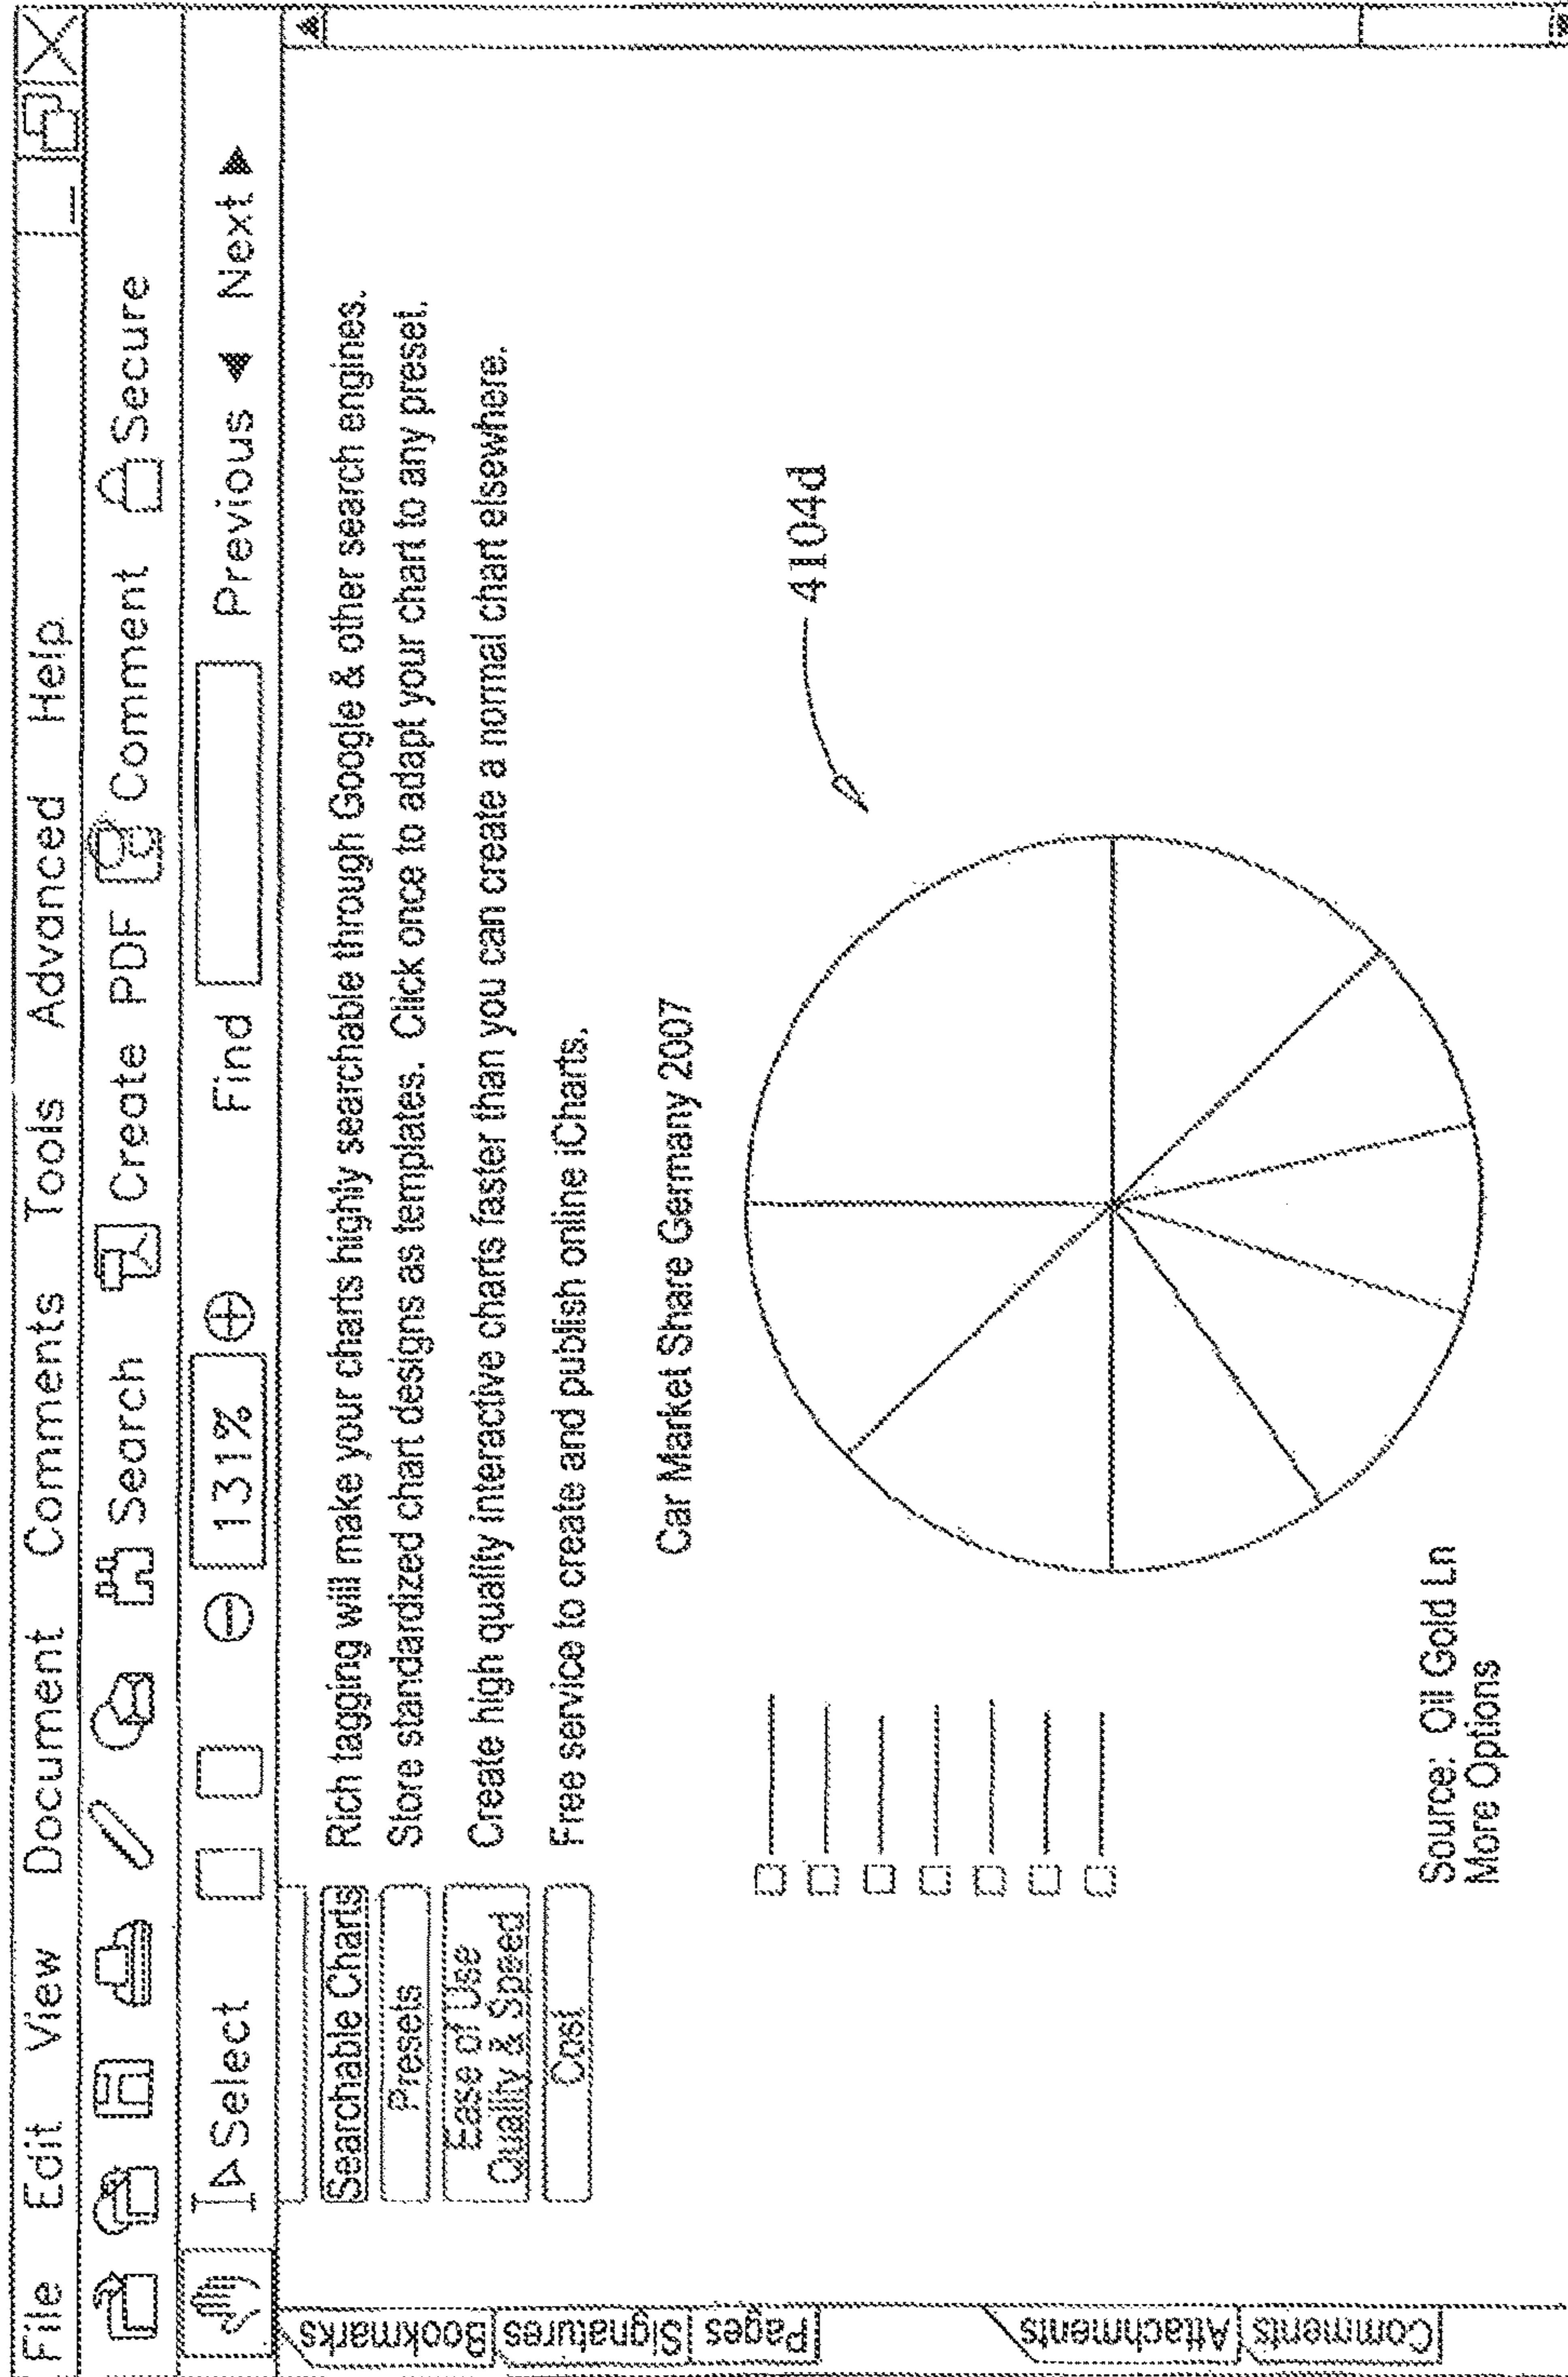 File Edit View Document Comments Tools Advanced Help
Search Create PDF Comment Secure
Select 131% Find Previous Next
Searchable Charts Rich tagging will make your charts highly searchable through Google & other search engines.
Presets Store standardized chart designs as templates. Click once to adapt your chart to any preset.
Ease of Use
Quality & Speed Create high quality interactive charts faster than you can create a normal chart elsewhere.
Cost Free service to create and publish online iCharts.
Bookmarks
Signatures
Pages
Attachments
Comments
Car Market Share Germany 2007
4104d
Source: Oil Gold Ln
More Options